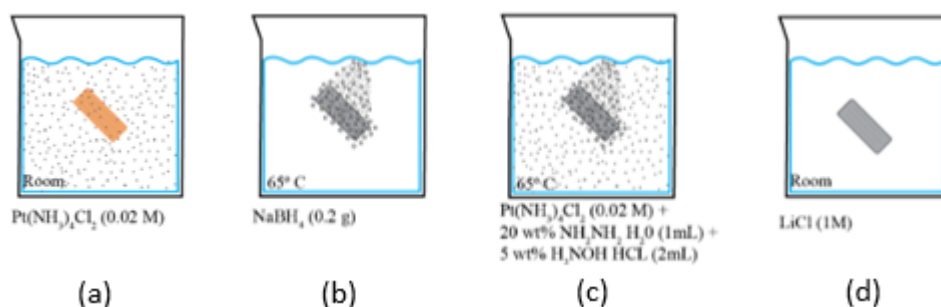 Room
Pt(NH₃)₄Cl₂ (0.02 M)
(a)
65° C
NaBH₄ (0.2 g)
(b)
65° C
Pt(NH₃)₄Cl₂ (0.02 M) +
20 wt% NH₂NH₂ H₂0 (1mL) +
5 wt% H₂NOH HCL (2mL)
(c)
Room
LiCl (1M)
(d)